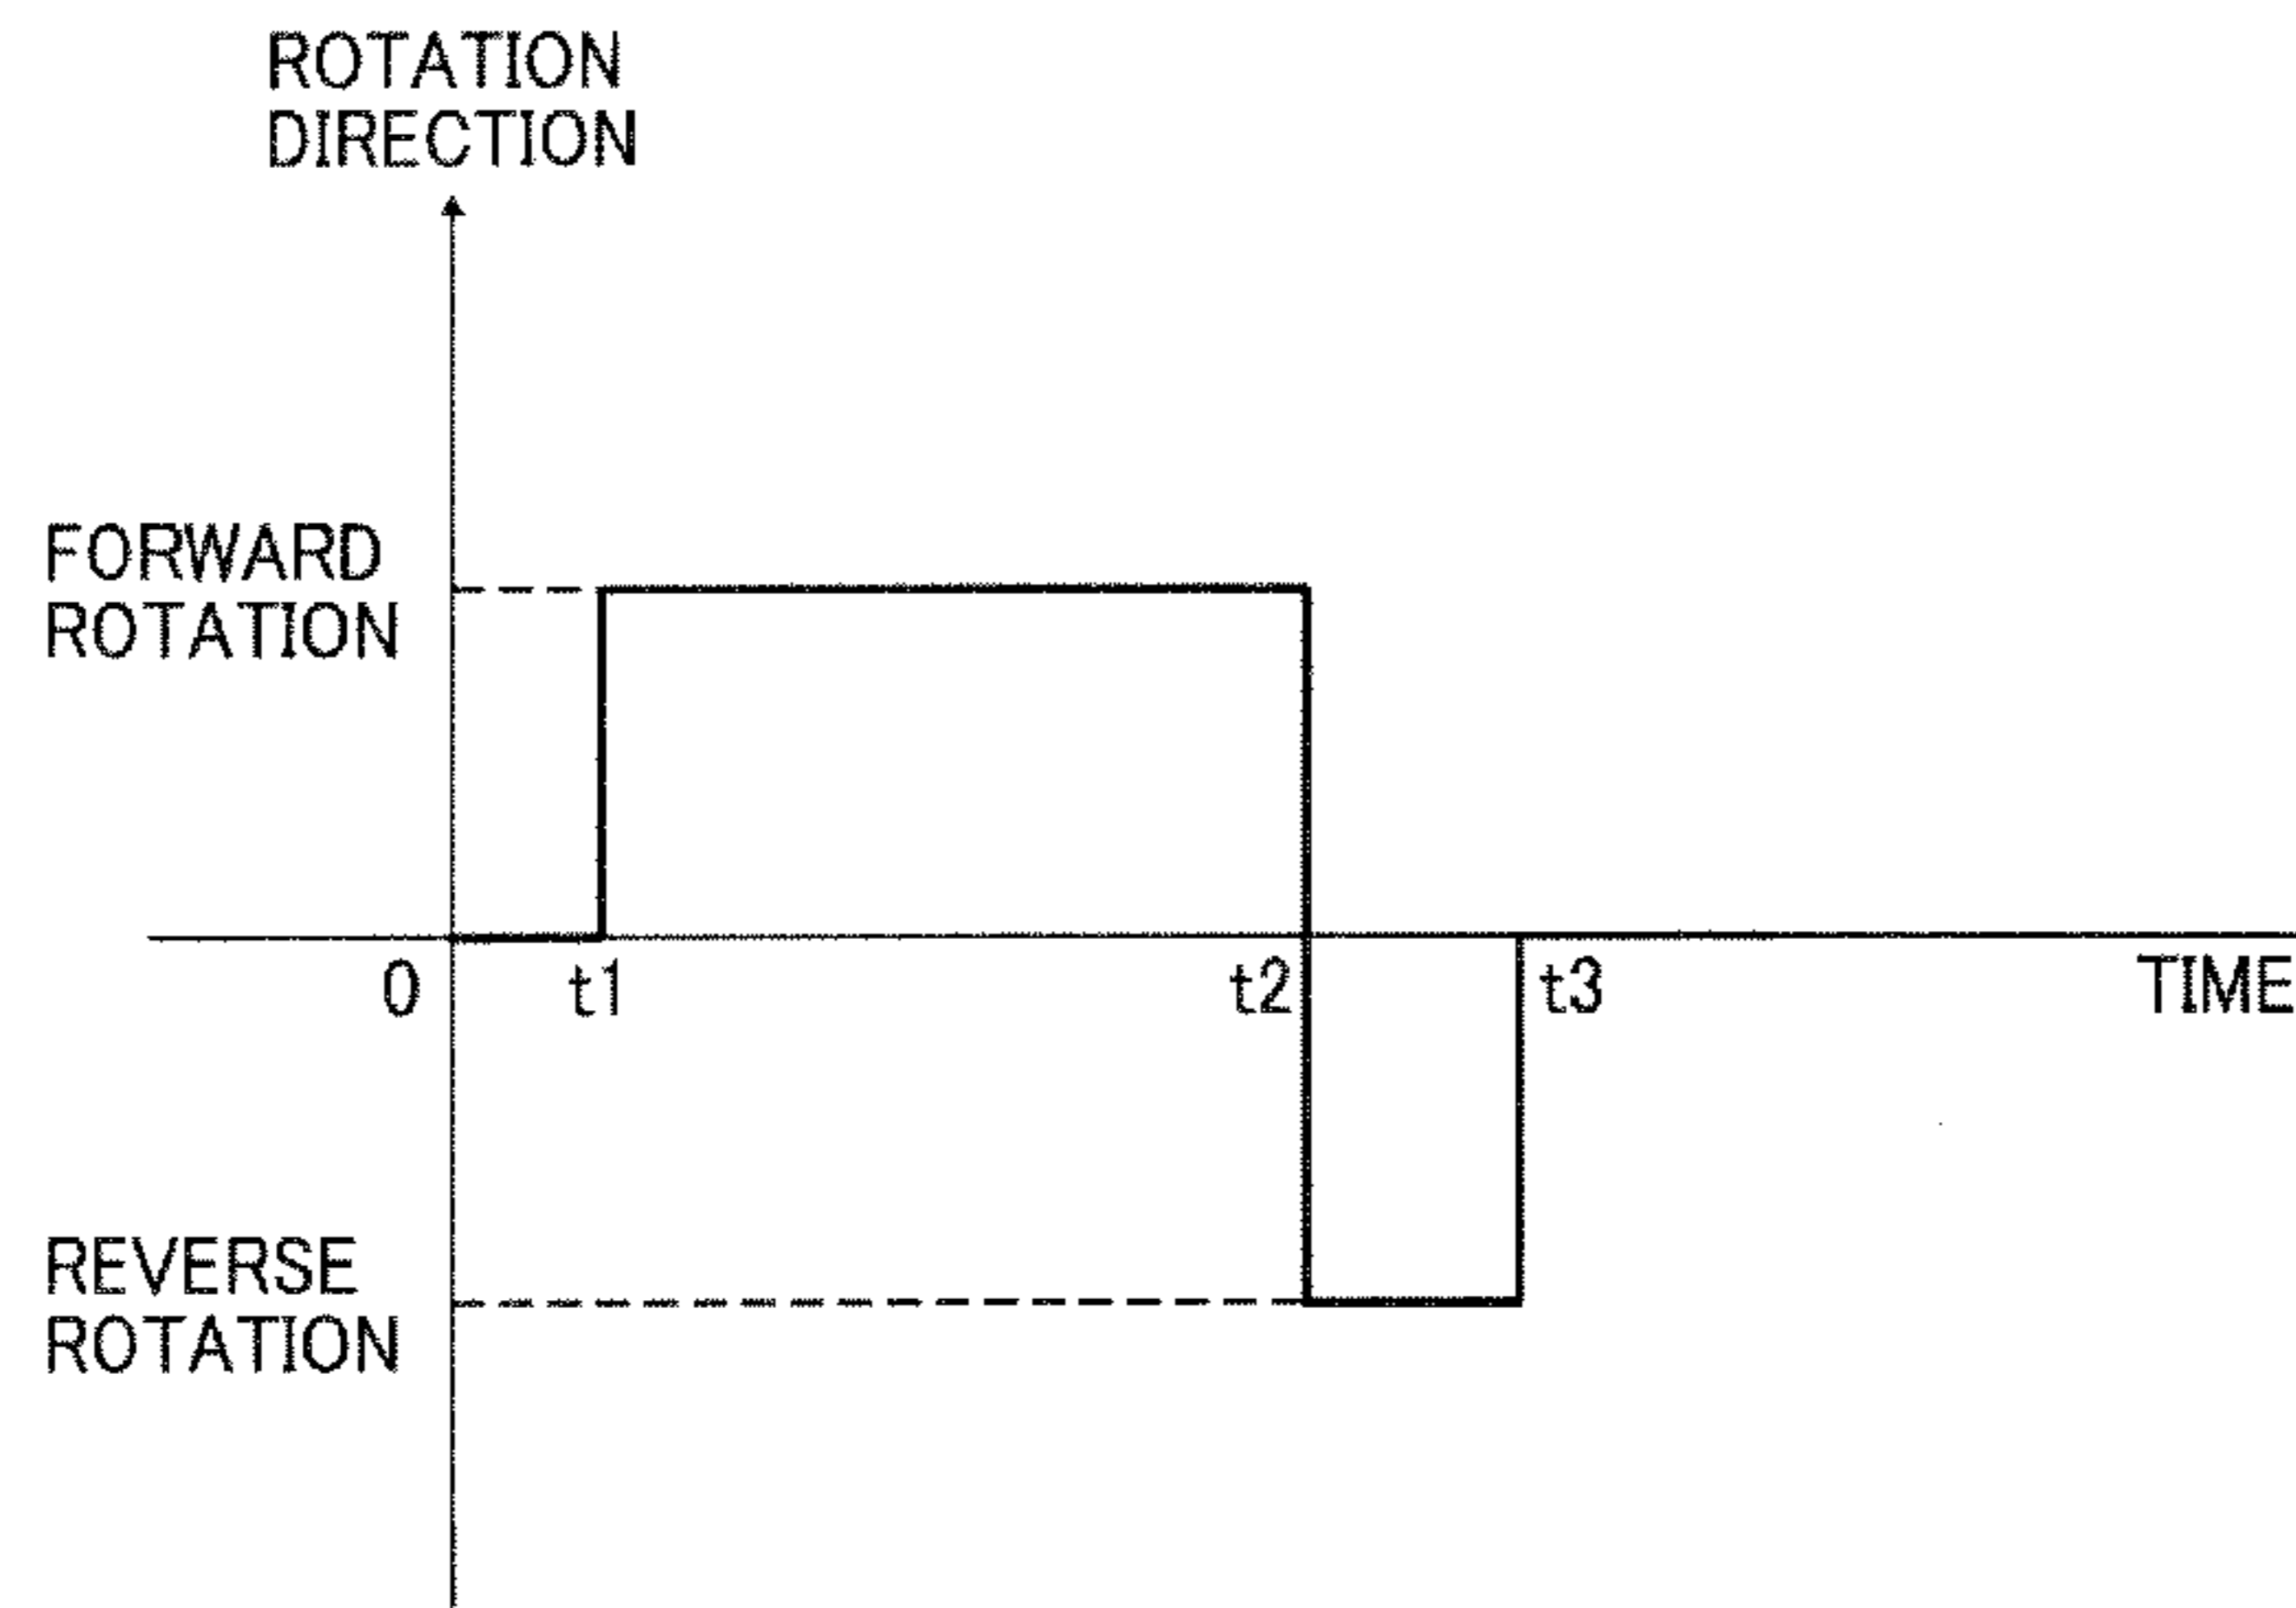 ROTATION
DIRECTION
FORWARD
ROTATION
0
t1
t2
t3
TIME
REVERSE
ROTATION